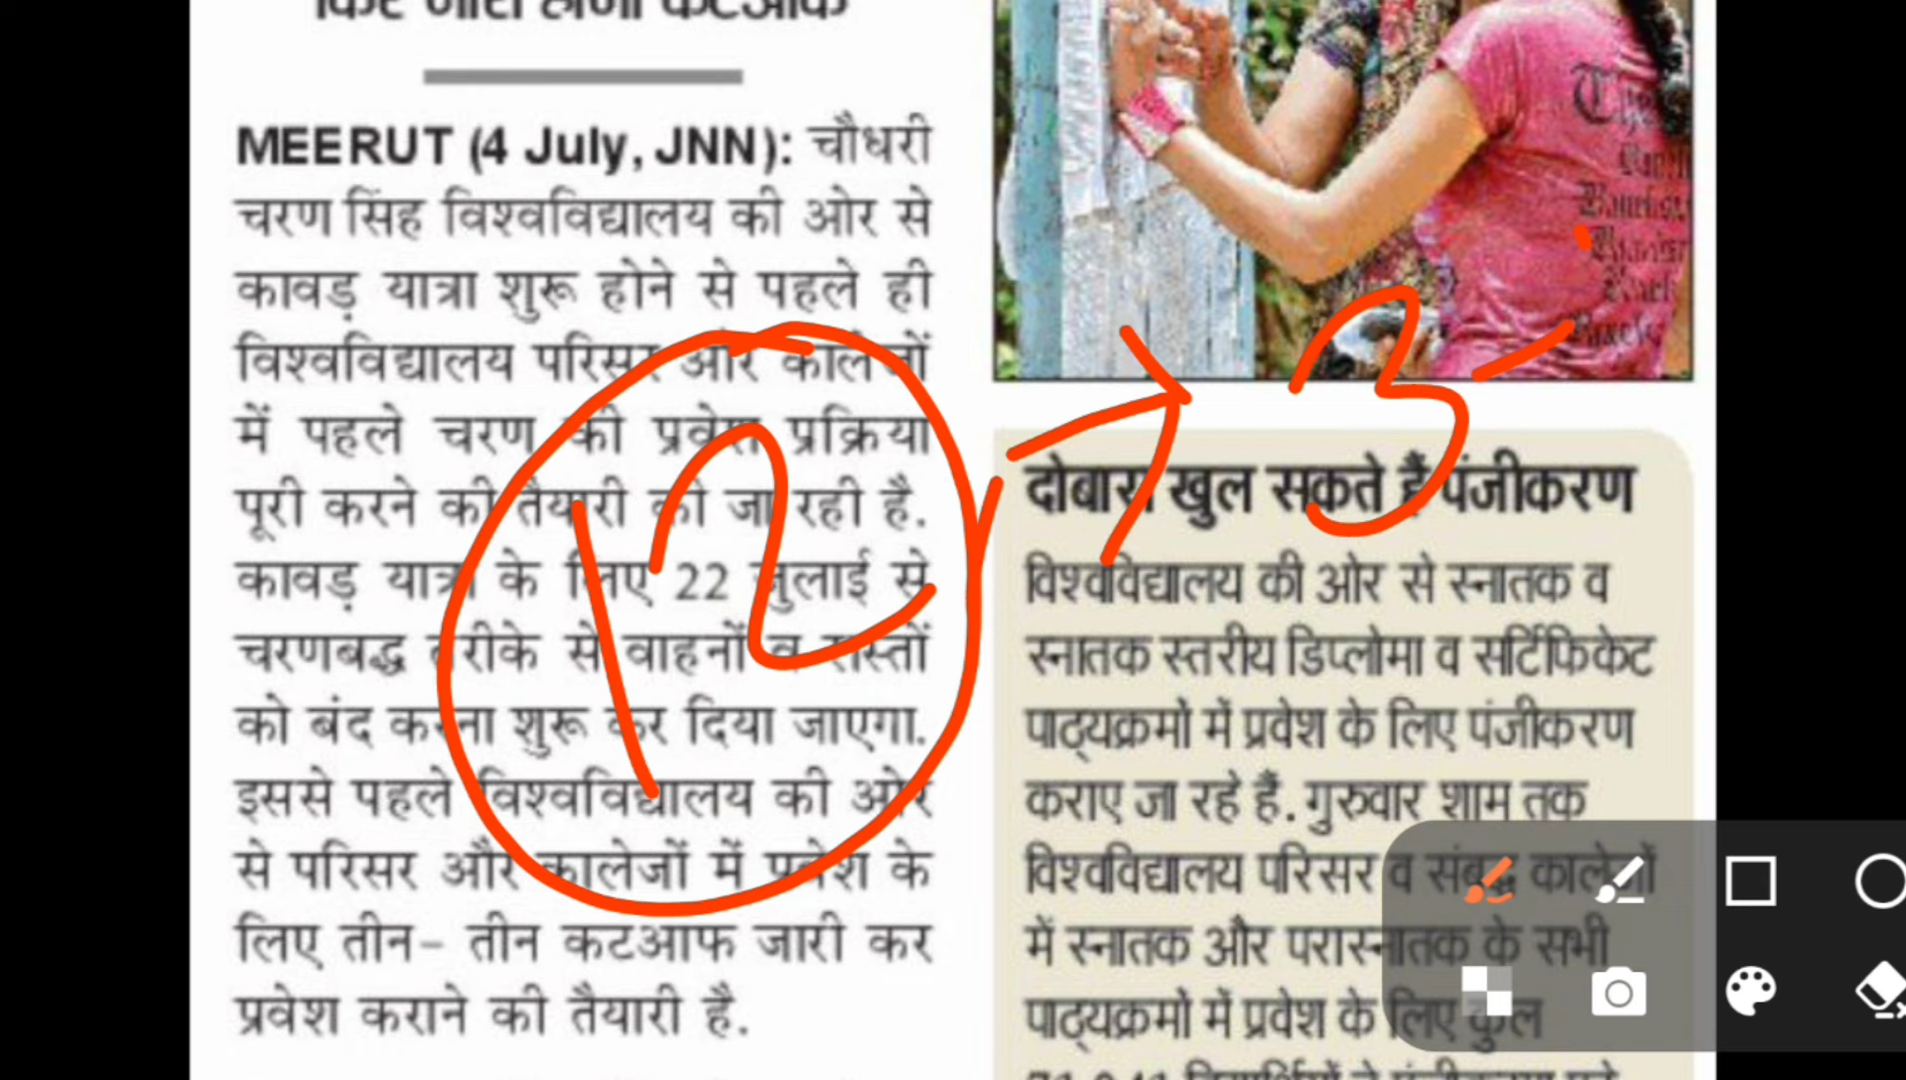 फिर जारी होगी कटऑफ
MEERUT (4 July, JNN): चौधरी
चरण सिंह विश्वविद्यालय की ओर से
कावड़ यात्रा शुरू होने से पहले ही
विश्वविद्यालय परिसर और कालेजों
में पहले चरण की प्रवेश प्रक्रिया
पूरी करने की तैयारी की जा रही है.
कावड़ यात्रा के लिए 22 जुलाई से
चरणबद्ध तरीके से वाहनों व रास्तों
को बंद करना शुरू कर दिया जाएगा.
इससे पहले विश्वविद्यालय की ओर
से परिसर और कालेजों में प्रवेश के
लिए तीन- तीन कटआफ जारी कर
प्रवेश कराने की तैयारी है.
12
3
The
दोबारा खुल सकते हैं पंजीकरण
विश्वविद्यालय की ओर से स्नातक व
स्नातक स्तरीय डिप्लोमा व सर्टिफिकेट
पाठ्यक्रमों में प्रवेश के लिए पंजीकरण
कराए जा रहे हैं. गुरुवार शाम तक
विश्वविद्यालय परिसर व संबद्ध कालेजों
में स्नातक और परास्नातक के सभी
पाठ्यक्रमों में प्रवेश के लिए कुल